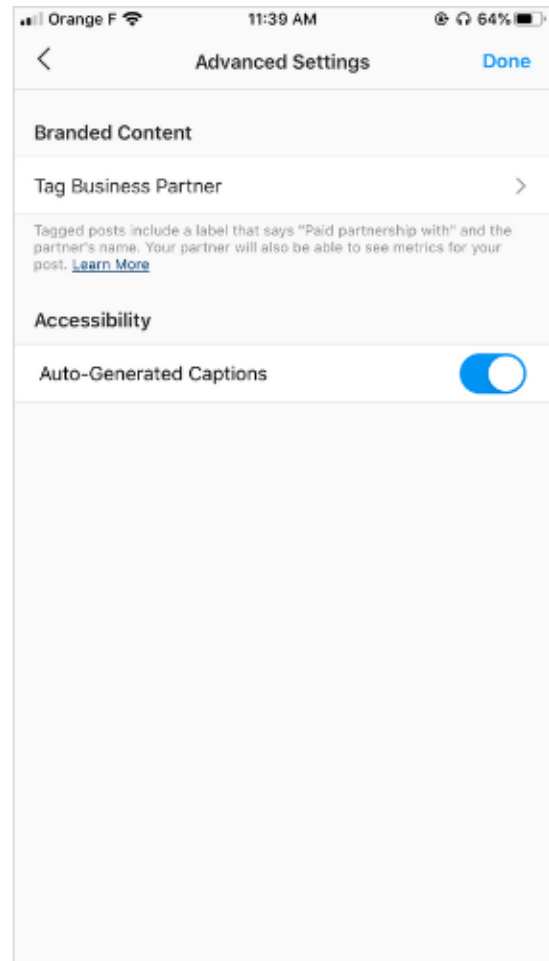 Orange F 11:39 AM 64%
Advanced Settings Done
Branded Content
Tag Business Partner
Tagged posts include a label that says "Paid partnership with" and the
partner's name. Your partner will also be able to see metrics for your
post. Learn More
Accessibility
Auto-Generated Captions